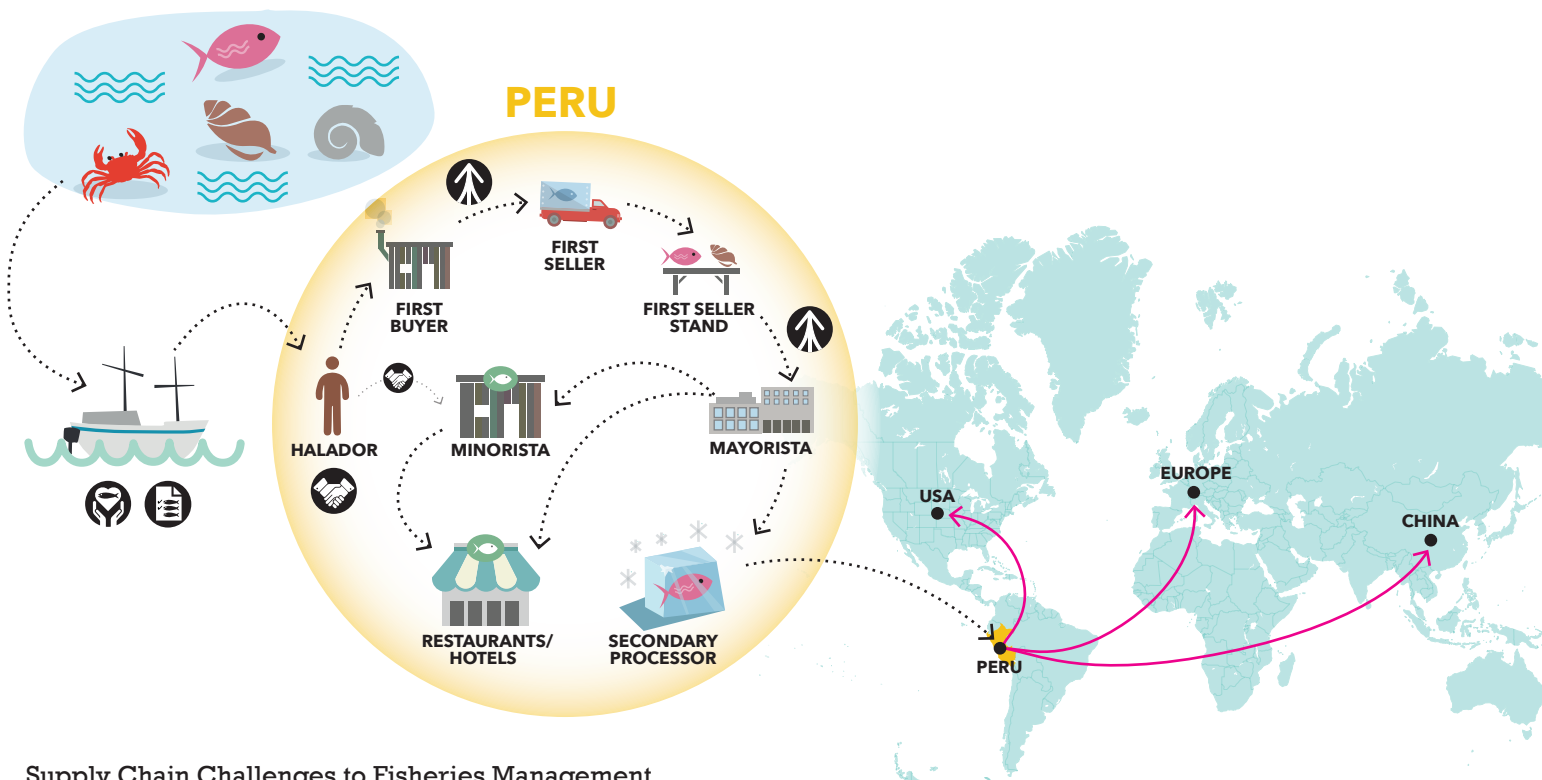 PERU
FIRST
SELLER
FIRST
BUYER
FIRST SELLER
STAND
HALADOR
MINORISTA
MAYORISTA
RESTAURANTS/
HOTELS
SECONDARY
PROCESSOR
USA
EUROPE
CHINA
PERU
Supply Chain Challenges to Fisheries Management